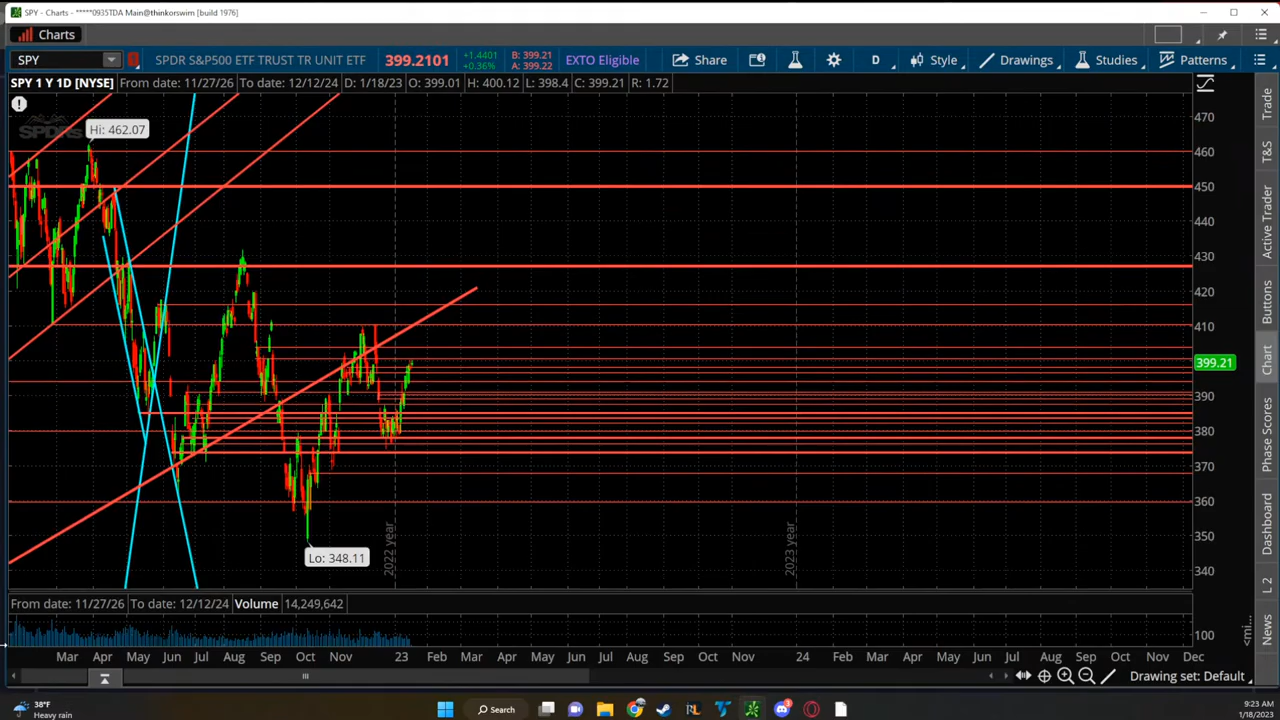 SPY - Charts - *****0935TDA Main@thinkorswim [build 1976]
Charts
SPY SPDR S&P500 ETF TRUST TR UNIT ETF 399.2101 +1.4401 +0.36% B: 399.21 A: 399.22 EXTO Eligible Share D Style Drawings Studies Patterns
SPY 1 Y 1D [NYSE] From date: 11/27/26 To date: 12/12/24 D: 1/18/23 O: 399.01 H: 400.12 L: 398.4 C: 399.21 R: 1.72
SPDRs
Hi: 462.07
470
460
450
440
430
420
410
399.21
390
380
370
360
350
340
Lo: 348.11
2022 year
2023 year
From date: 11/27/26 To date: 12/12/24 Volume 14,249,642
100
<mi...
Mar Apr May Jun Jul Aug Sep Oct Nov 23 Feb Mar Apr May Jun Jul Aug Sep Oct Nov 24 Feb Mar Apr May Jun Jul Aug Sep Oct Nov Dec
Drawing set: Default
Trade
T&S
Active Trader
Buttons
Chart
Phase Scores
Dashboard
L 2
News
38°F
Heavy rain
Search
3
9:23 AM
1/18/2023